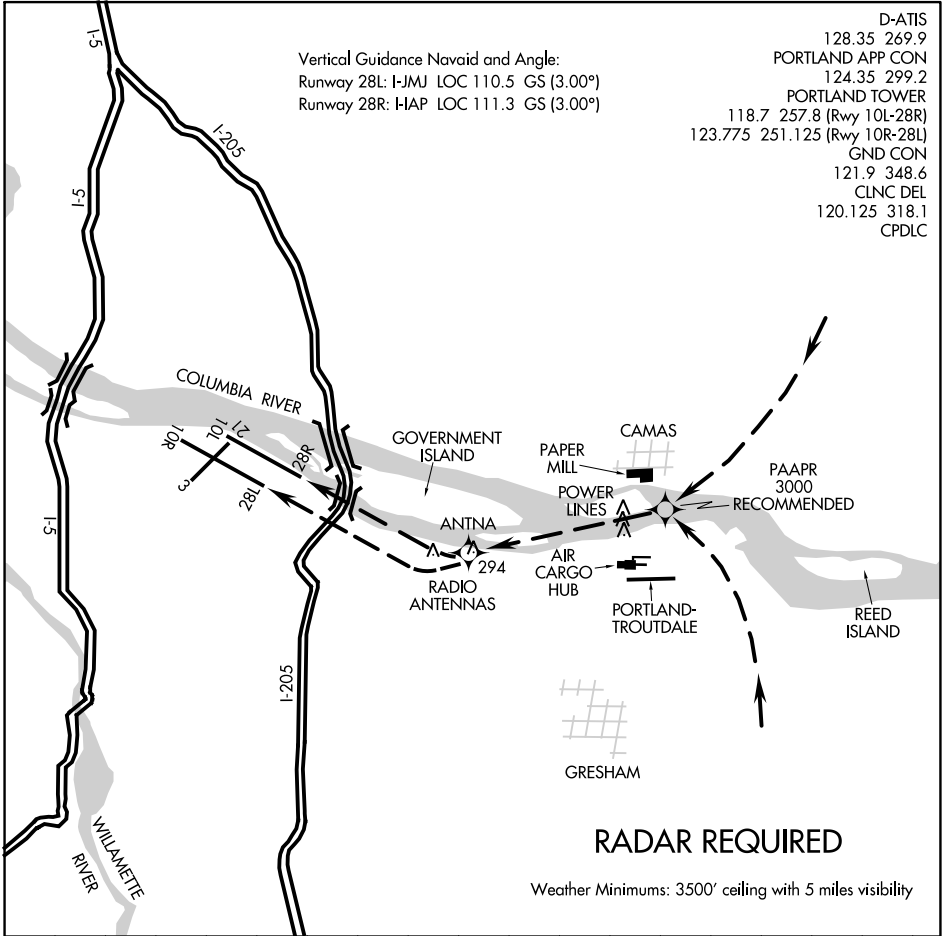 D-ATIS
128.35 269.9
PORTLAND APP CON
124.35 299.2
PORTLAND TOWER
118.7 257.8 (Rwy 10L-28R)
123.775 251.125 (Rwy 10R-28L)
GND CON
121.9 348.6
CLNC DEL
120.125 318.1
CPDLC
Vertical Guidance Navaid and Angle:
Runway 28L: I-JMJ LOC 110.5 GS (3.00°)
Runway 28R: I-IAP LOC 111.3 GS (3.00°)
I-5
I-205
I-5
COLUMBIA RIVER
GOVERNMENT
ISLAND
CAMAS
PAPER
MILL
PAAPR
3000
RECOMMENDED
POWER
LINES
10R
10L
21
28R
3
28L
ANTNA
294
RADIO
ANTENNAS
AIR
CARGO
HUB
PORTLAND-
TROUTDALE
REED
ISLAND
I-5
I-205
GRESHAM
WILLAMETTE
RIVER
RADAR REQUIRED
Weather Minimums: 3500' ceiling with 5 miles visibility